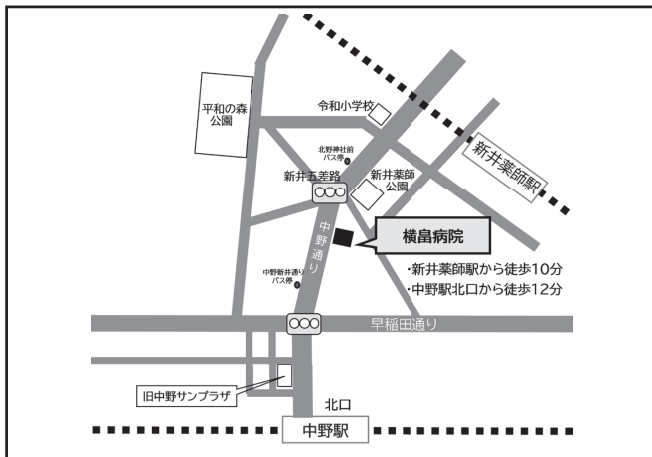 平和の森
公園
令和小学校
北野神社前
バス停
新井薬師駅
新井五差路
新井薬師
公園
中野通り
横畠病院
・新井薬師駅から徒歩10分
・中野駅北口から徒歩12分
中野新井通り
バス停
早稲田通り
旧中野サンプラザ
北口
中野駅